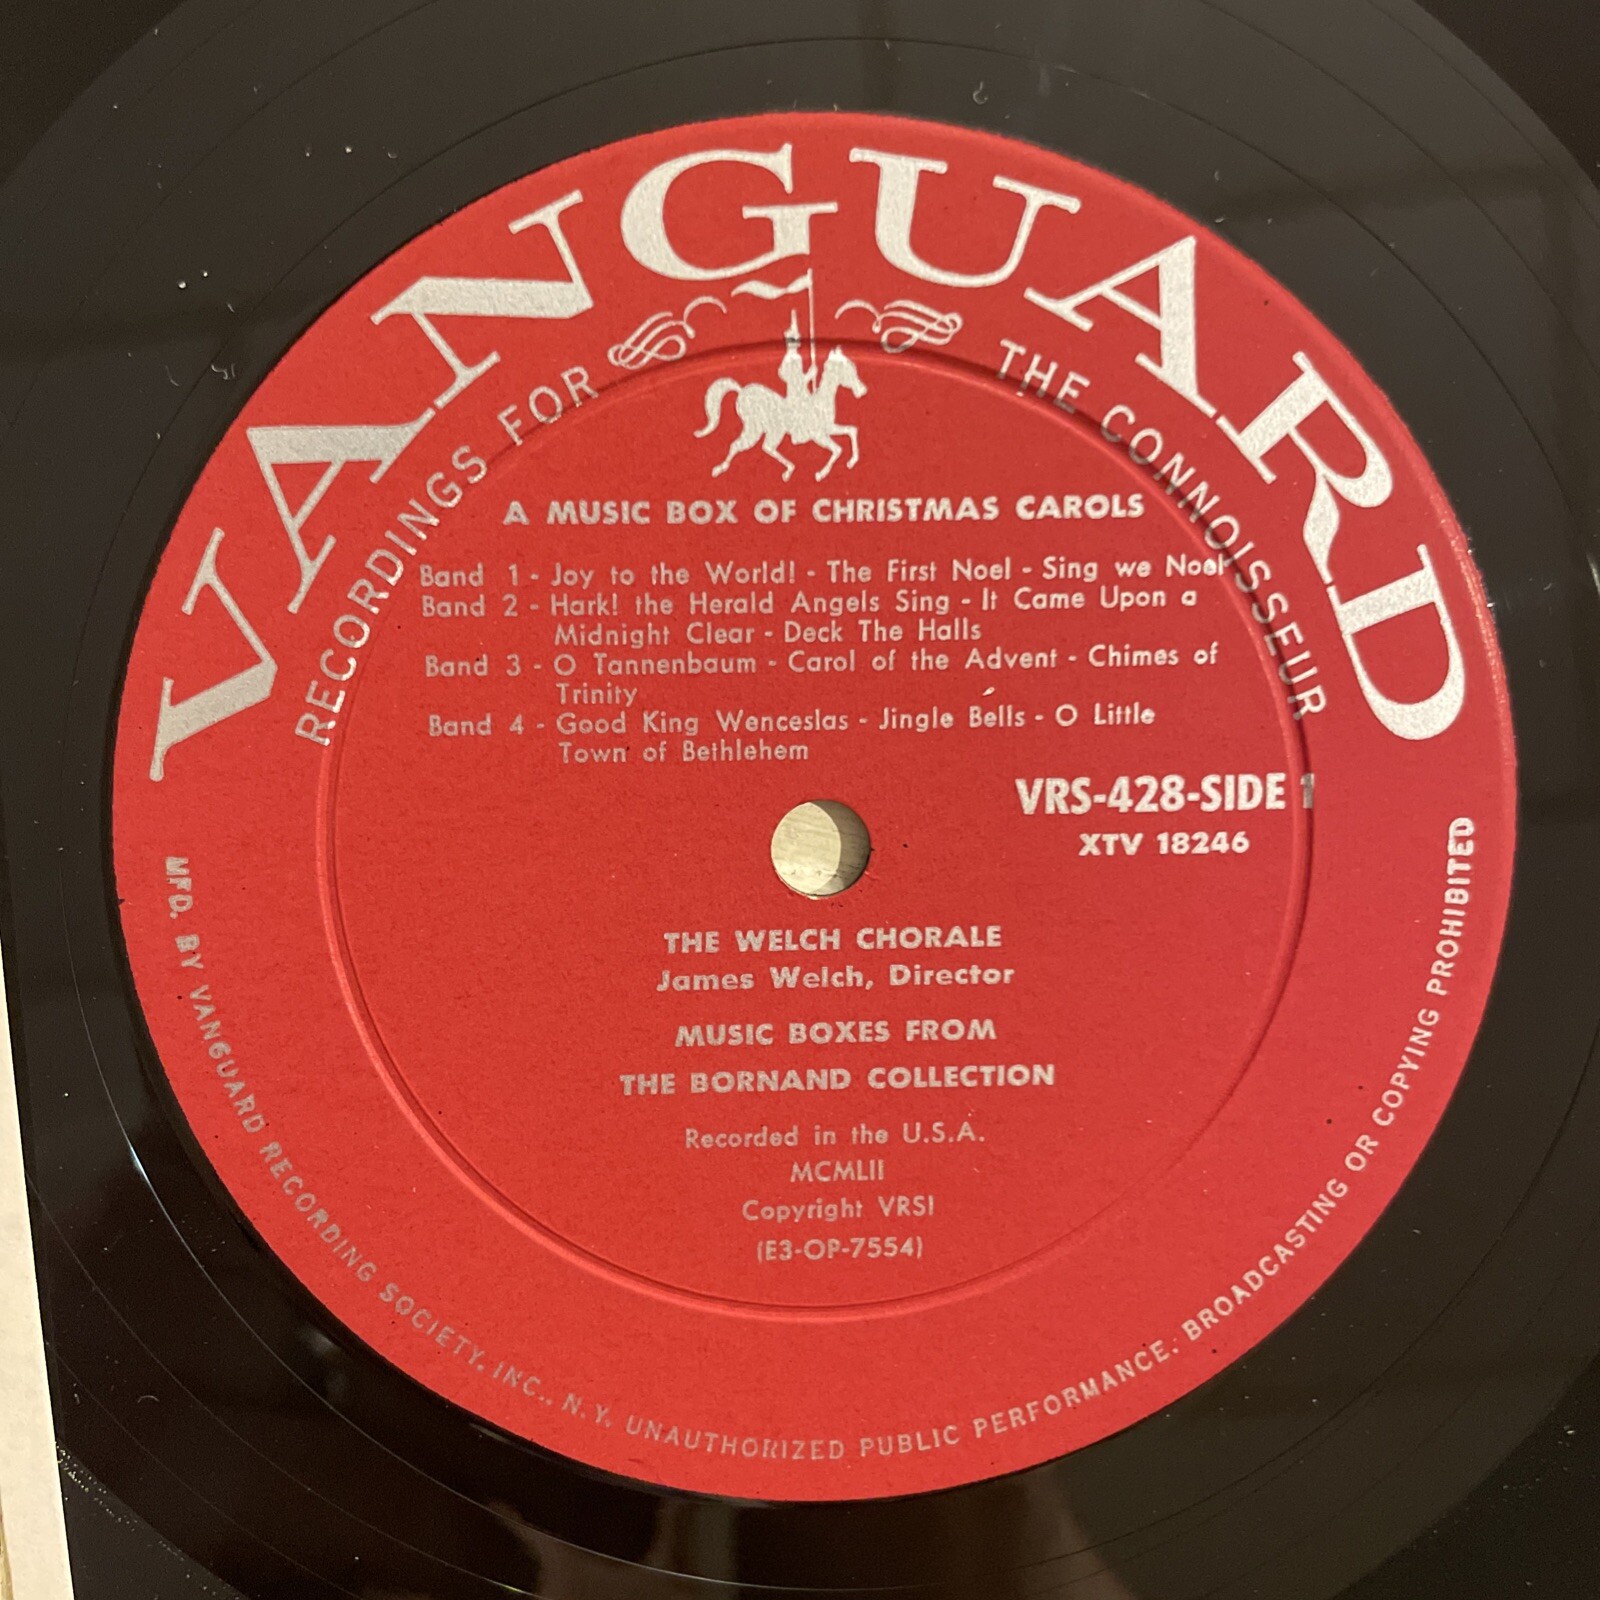 VANGUARD
RECORDINGS FOR THE CONNOISSEUR
A MUSIC BOX OF CHRISTMAS CAROLS
Band 1 - Joy to the World! - The First Noel - Sing we Noel
Band 2 - Hark! the Herald Angels Sing - It Came Upon a
Midnight Clear - Deck The Halls
Band 3 - O Tannenbaum - Carol of the Advent - Chimes of
Trinity
Band 4 - Good King Wenceslas - Jingle Bells - O Little
Town of Bethlehem
VRS-428-SIDE 1
XTV 18246
THE WELCH CHORALE
James Welch, Director
MUSIC BOXES FROM
THE BORNAND COLLECTION
Recorded in the U.S.A.
MCMLII
Copyright VRSI
(E3-OP-7554)
MFD. BY VANGUARD RECORDING SOCIETY, INC., N.Y. UNAUTHORIZED PUBLIC PERFORMANCE. BROADCASTING OR COPYING PROHIBITED